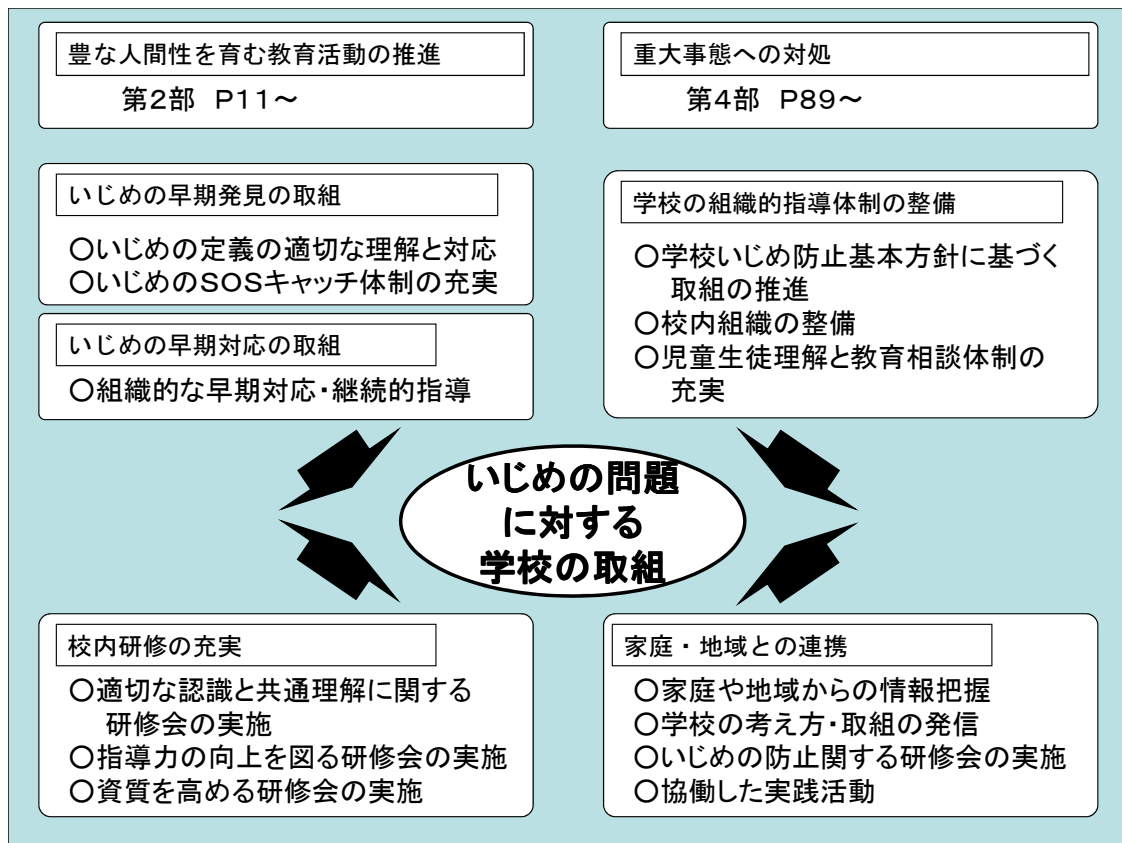 豊な人間性を育む教育活動の推進
第2部 P11～
重大事態への対処
第4部 P89～
いじめの早期発見の取組
○いじめの定義の適切な理解と対応
○いじめのSOSキャッチ体制の充実
いじめの早期対応の取組
○組織的な早期対応・継続的指導
学校の組織的指導体制の整備
○学校いじめ防止基本方針に基づく
取組の推進
○校内組織の整備
○児童生徒理解と教育相談体制の
充実
いじめの問題
に対する
学校の取組
校内研修の充実
○適切な認識と共通理解に関する
研修会の実施
○指導力の向上を図る研修会の実施
○資質を高める研修会の実施
家庭・地域との連携
○家庭や地域からの情報把握
○学校の考え方・取組の発信
○いじめの防止関する研修会の実施
○協働した実践活動